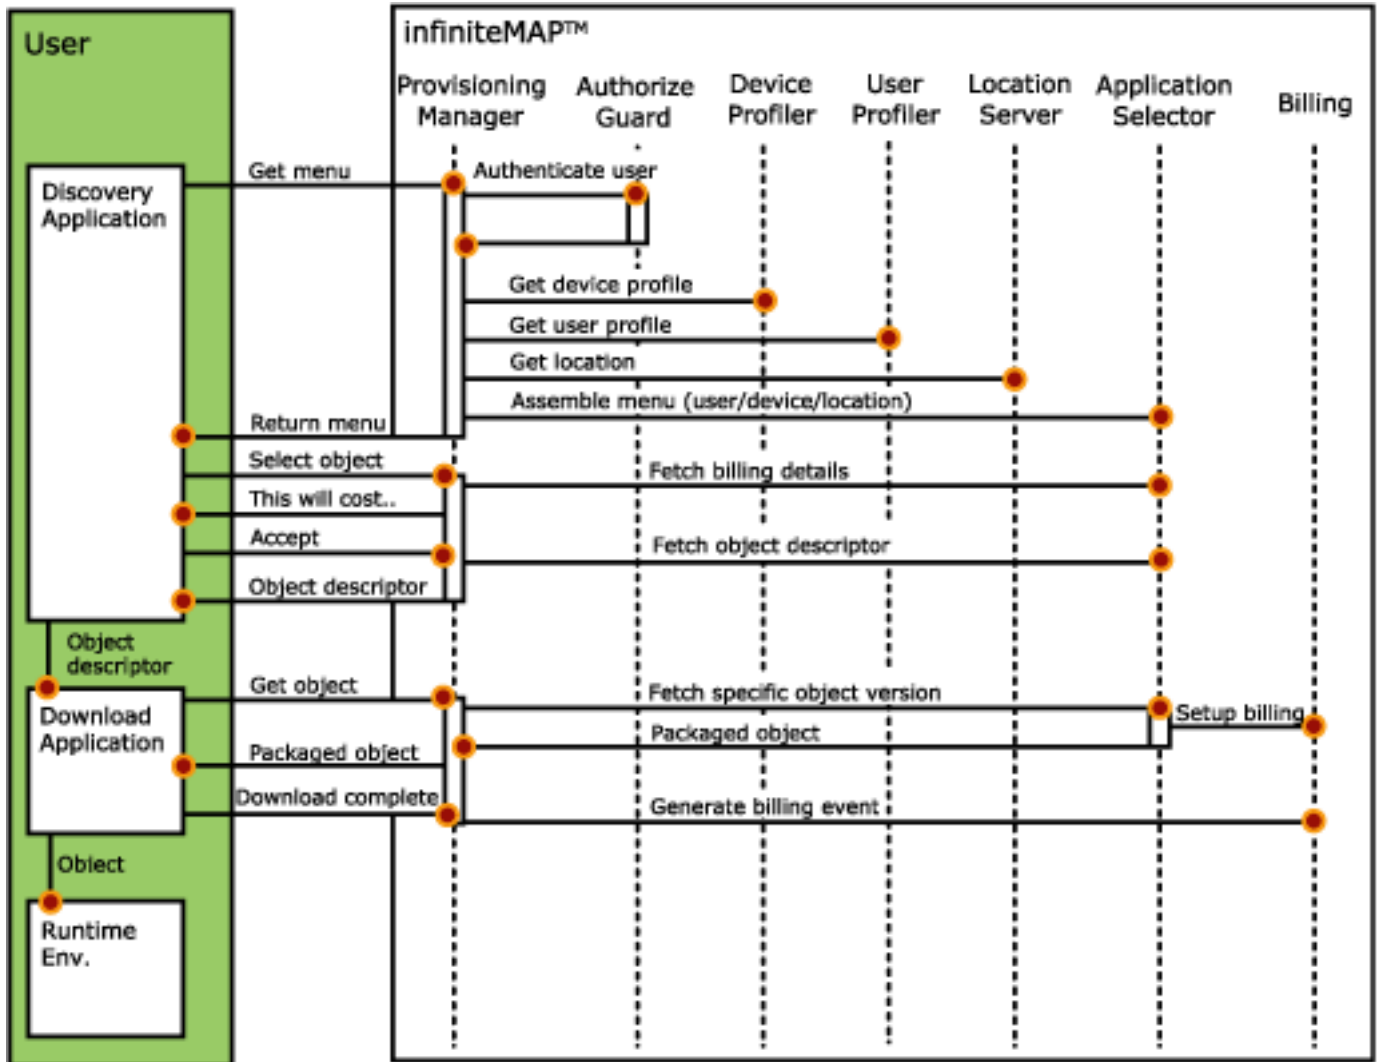 User
infiniteMAP™
Provisioning
Manager
Authorize
Guard
Device
Profiler
User
Profiler
Location
Server
Application
Selector
Billing
Discovery
Application
Get menu
Authenticate user
Get device profile
Get user profile
Get location
Assemble menu (user/device/location)
Return menu
Select object
Fetch billing details
This will cost..
Accept
Fetch object descriptor
Object descriptor
Object
descriptor
Download
Application
Get object
Fetch specific object version
Setup billing
Packaged object
Packaged object
Download complete
Generate billing event
Object
Runtime
Env.